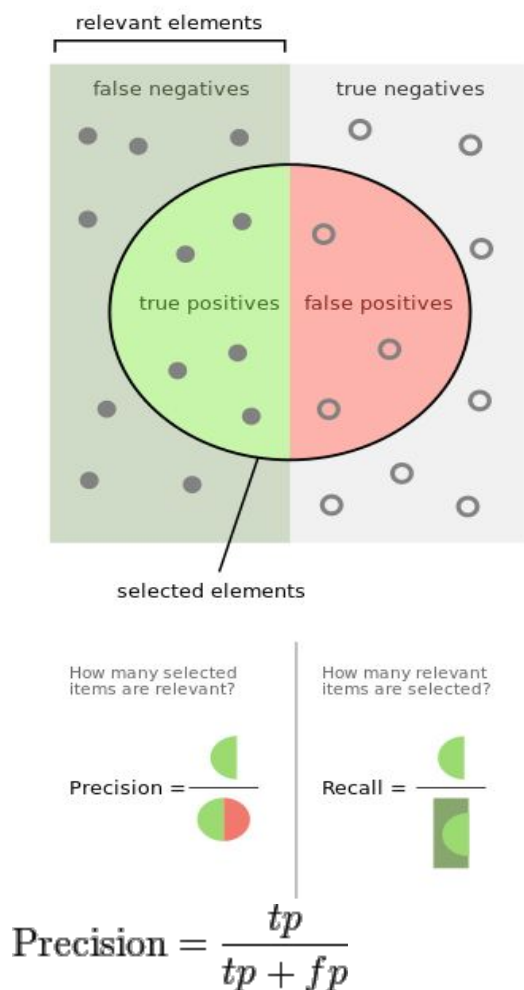 relevant elements
false negatives
true negatives
true positives
false positives
selected elements
How many selected
items are relevant?
Precision =
How many relevant
items are selected?
Recall =
Precision = tp / tp + fp